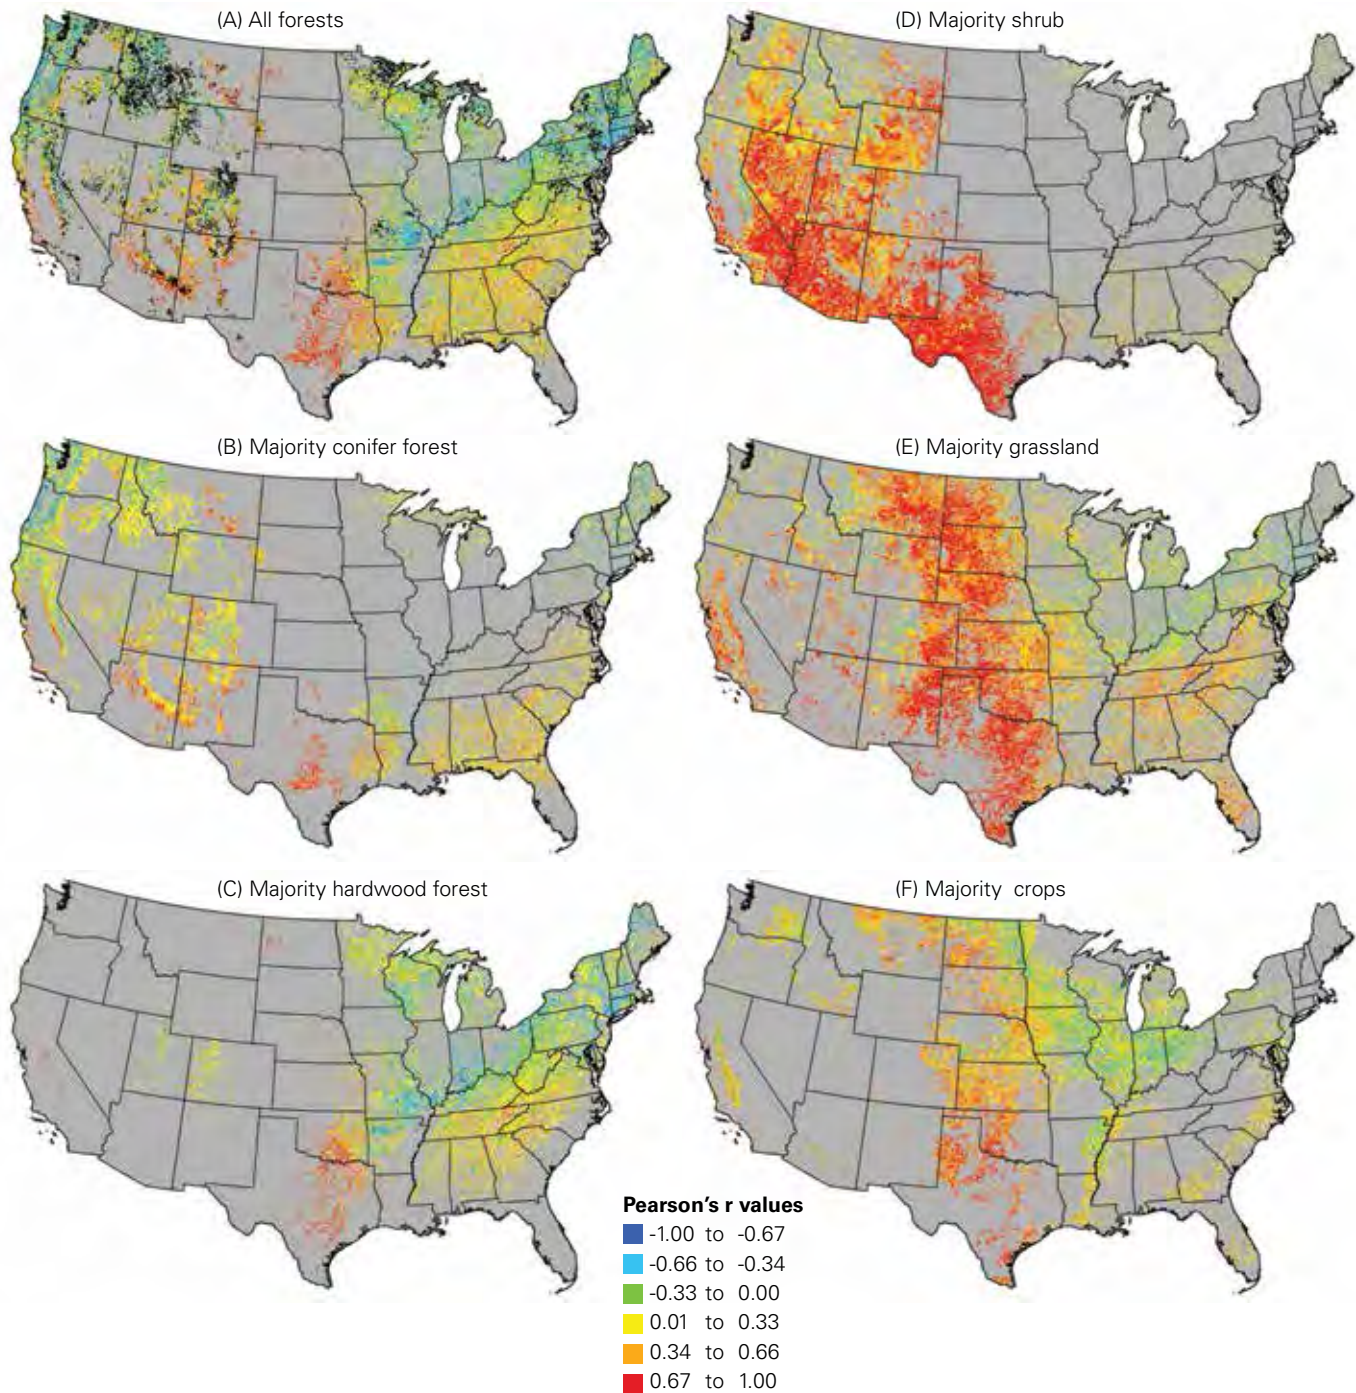 (A) All forests
(D) Majority shrub
(B) Majority conifer forest
(E) Majority grassland
(C) Majority hardwood forest
(F) Majority crops
Pearson's r values
-1.00 to -0.67
-0.66 to -0.34
-0.33 to 0.00
0.01 to 0.33
0.34 to 0.66
0.67 to 1.00